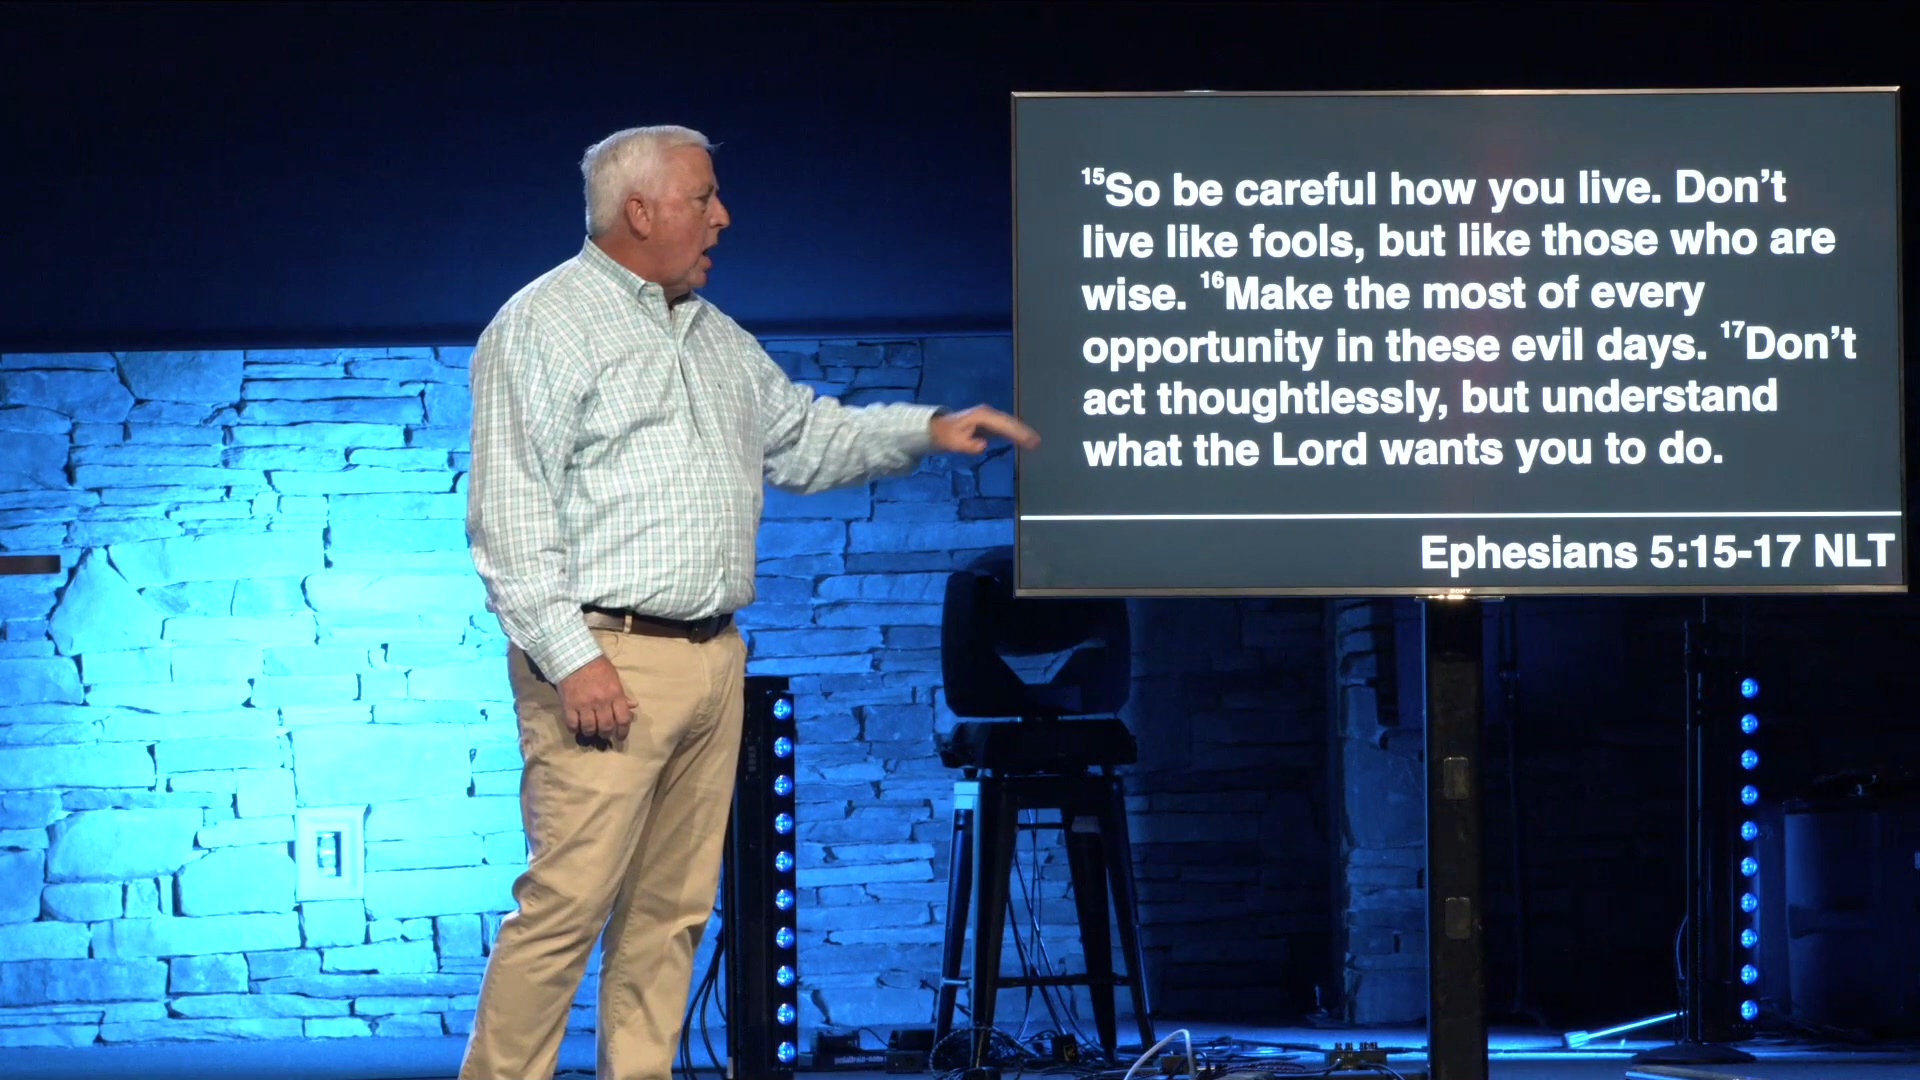 ¹⁵So be careful how you live. Don’t
live like fools, but like those who are
wise. ¹⁶Make the most of every
opportunity in these evil days. ¹⁷Don’t
act thoughtlessly, but understand
what the Lord wants you to do.
Ephesians 5:15-17 NLT
SONY